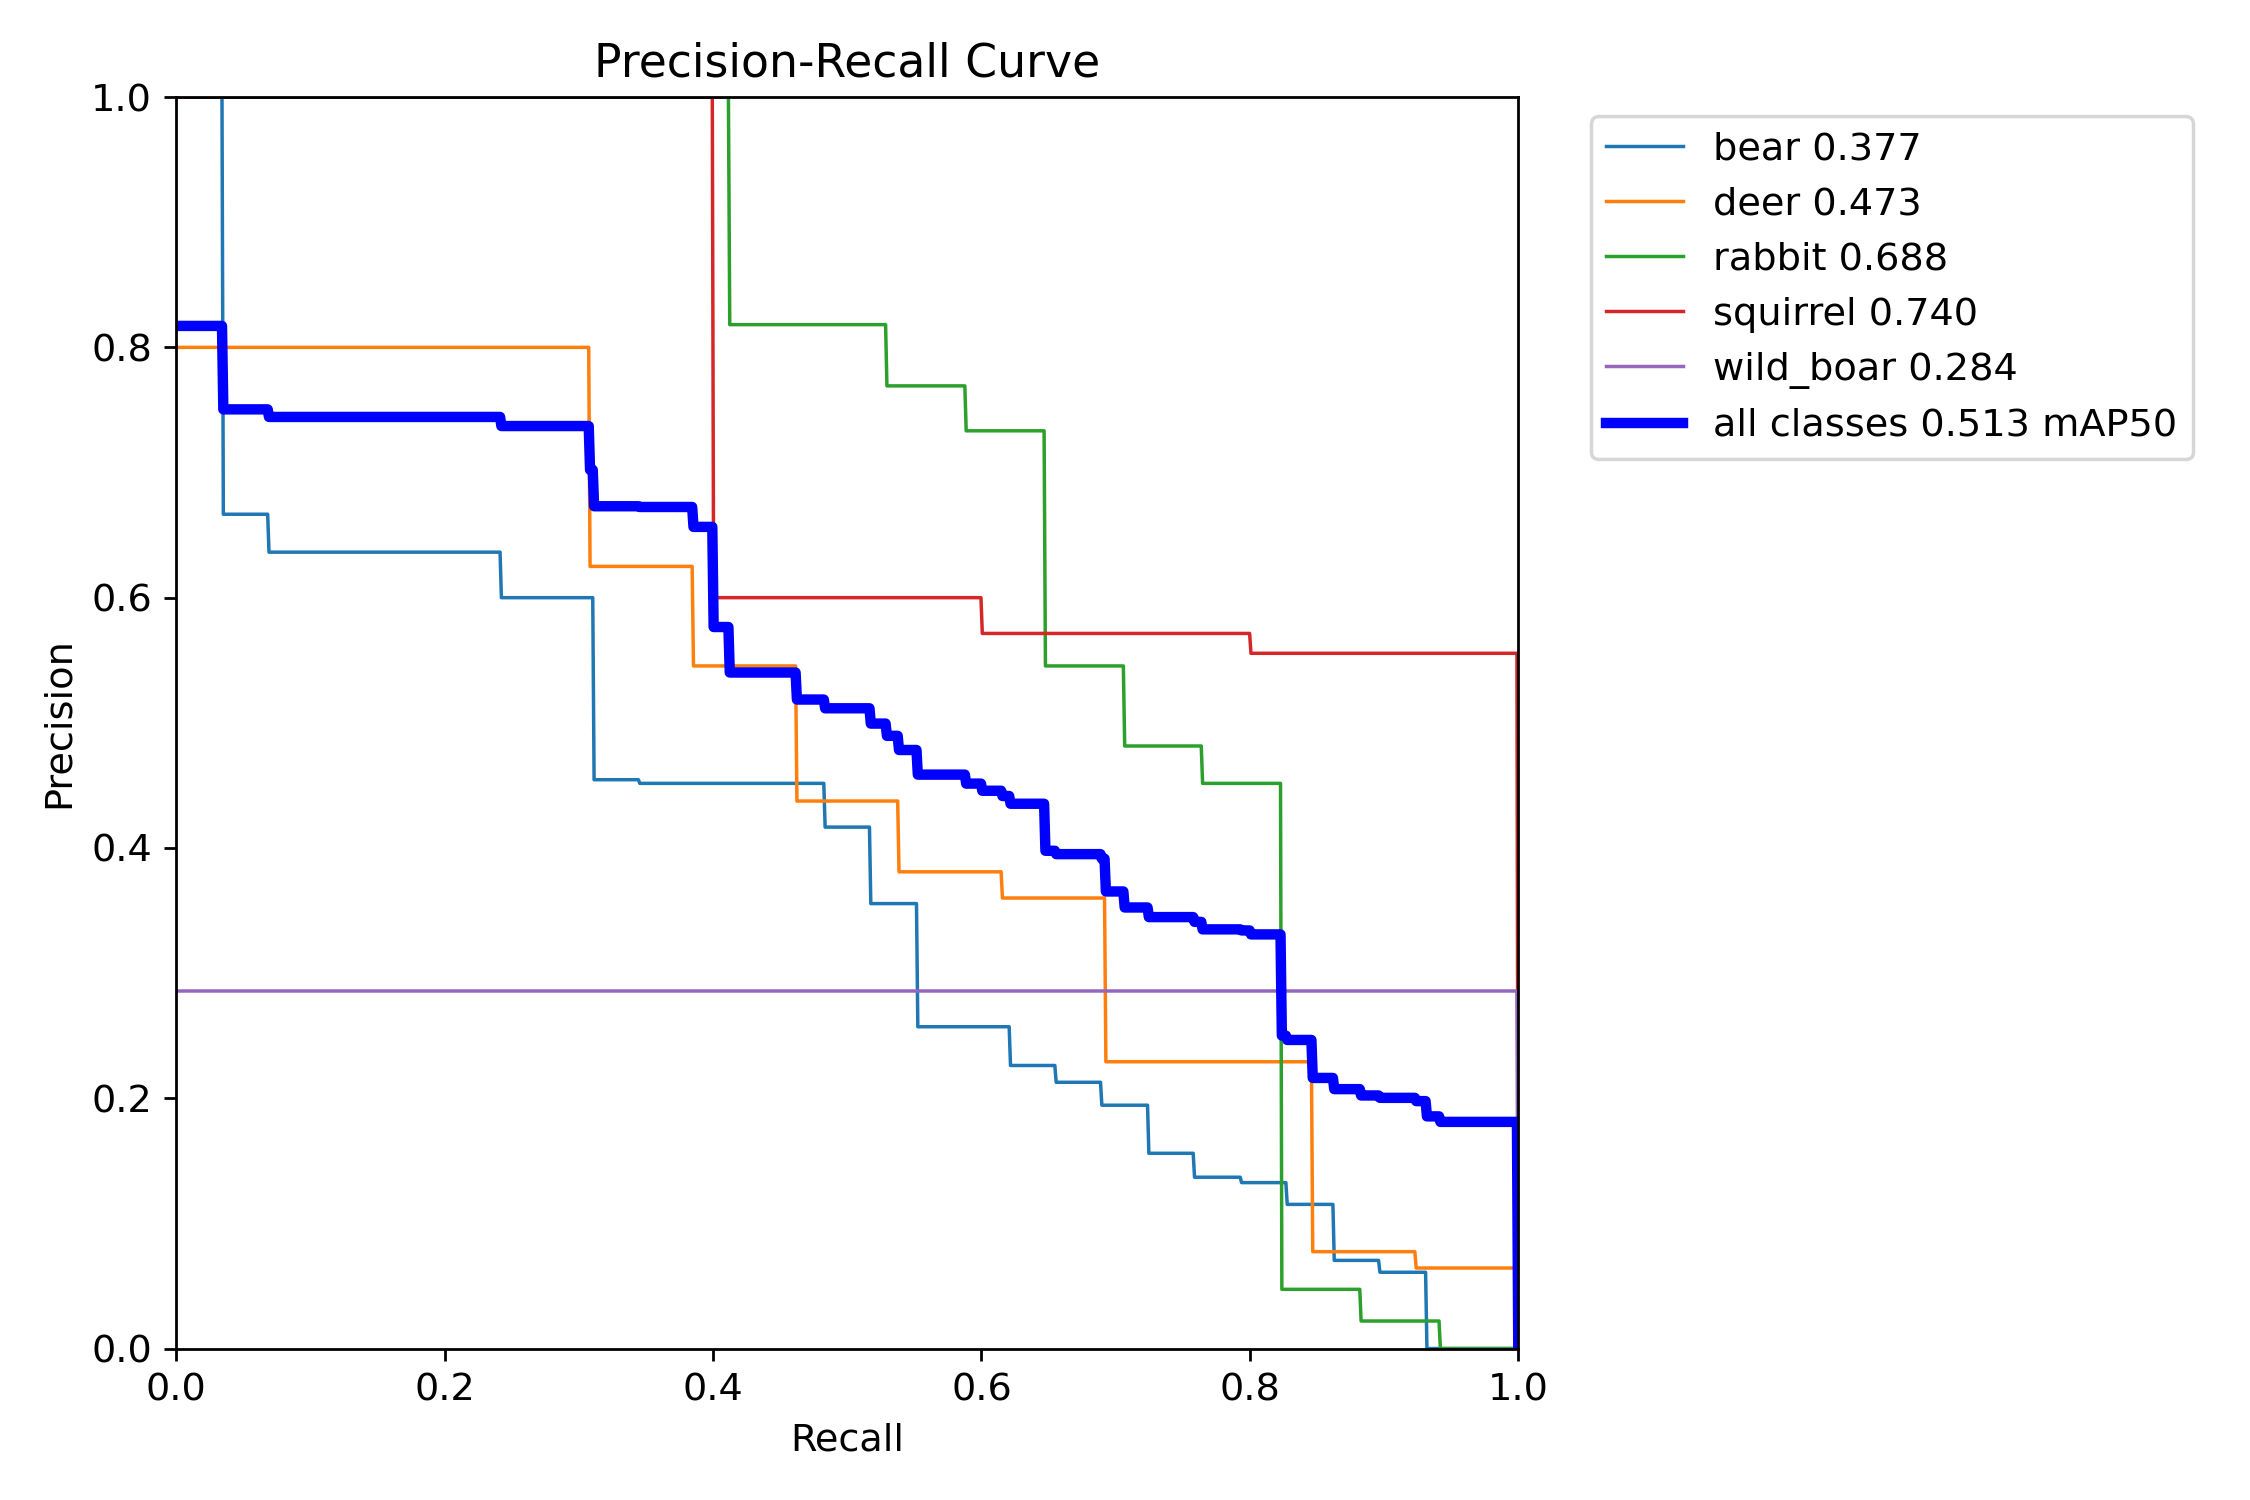 Precision-Recall Curve
1.0
0.8
0.6
0.4
0.2
0.0
Precision
0.0 0.2 0.4 0.6 0.8 1.0
Recall
bear 0.377
deer 0.473
rabbit 0.688
squirrel 0.740
wild_boar 0.284
all classes 0.513 mAP50